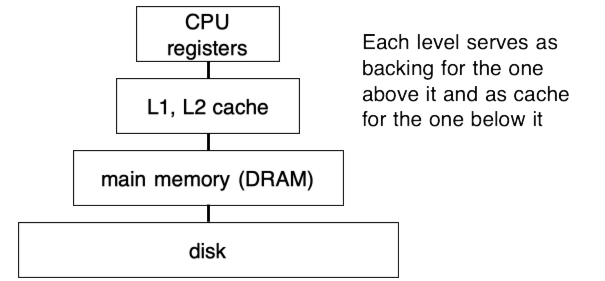 CPU
registers
L1, L2 cache
main memory (DRAM)
disk
Each level serves as
backing for the one
above it and as cache
for the one below it